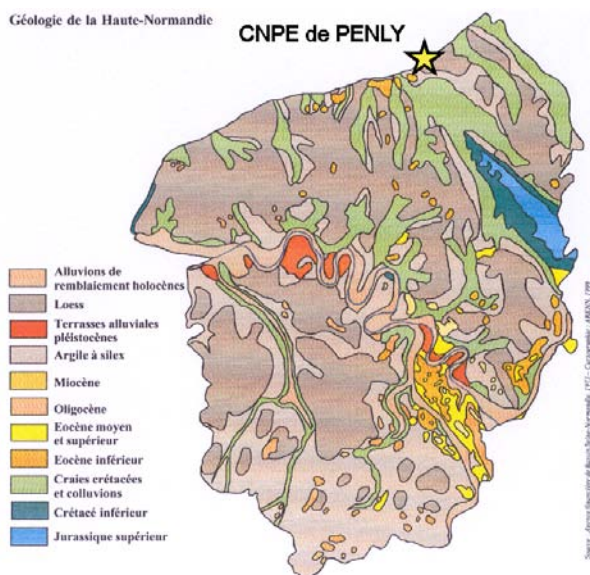 Géologie de la Haute-Normandie
CNPE de PENLY
Alluvions de
remblaiement holocènes
Loess
Terrasses alluviales
pléistocènes
Argile à silex
Miocène
Oligocène
Eocène moyen
et supérieur
Eocène inférieur
Craies crétacées
et colluvions
Crétacé inférieur
Jurassique supérieur